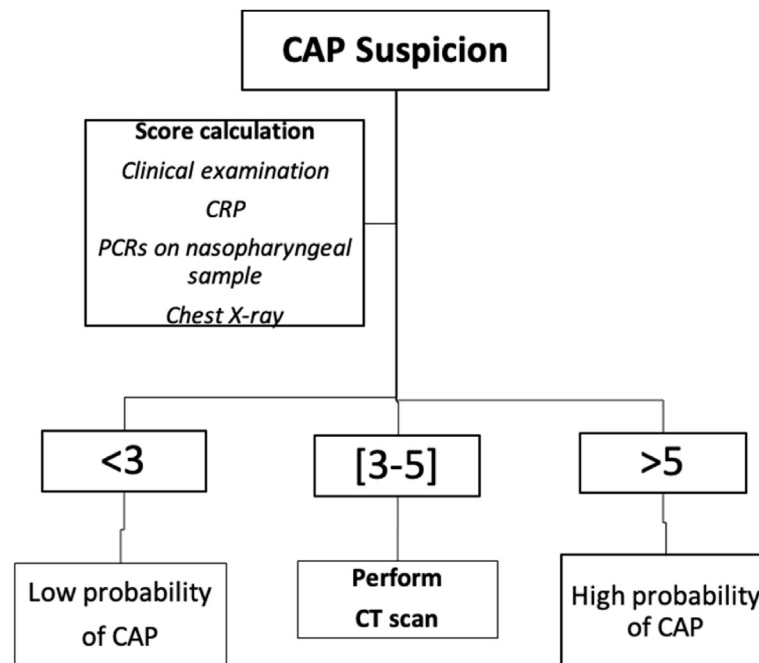 CAP Suspicion
Score calculation
Clinical examination
CRP
PCRs on nasopharyngeal
sample
Chest X-ray
<3
[3-5]
>5
Low probability
of CAP
Perform
CT scan
High probability
of CAP